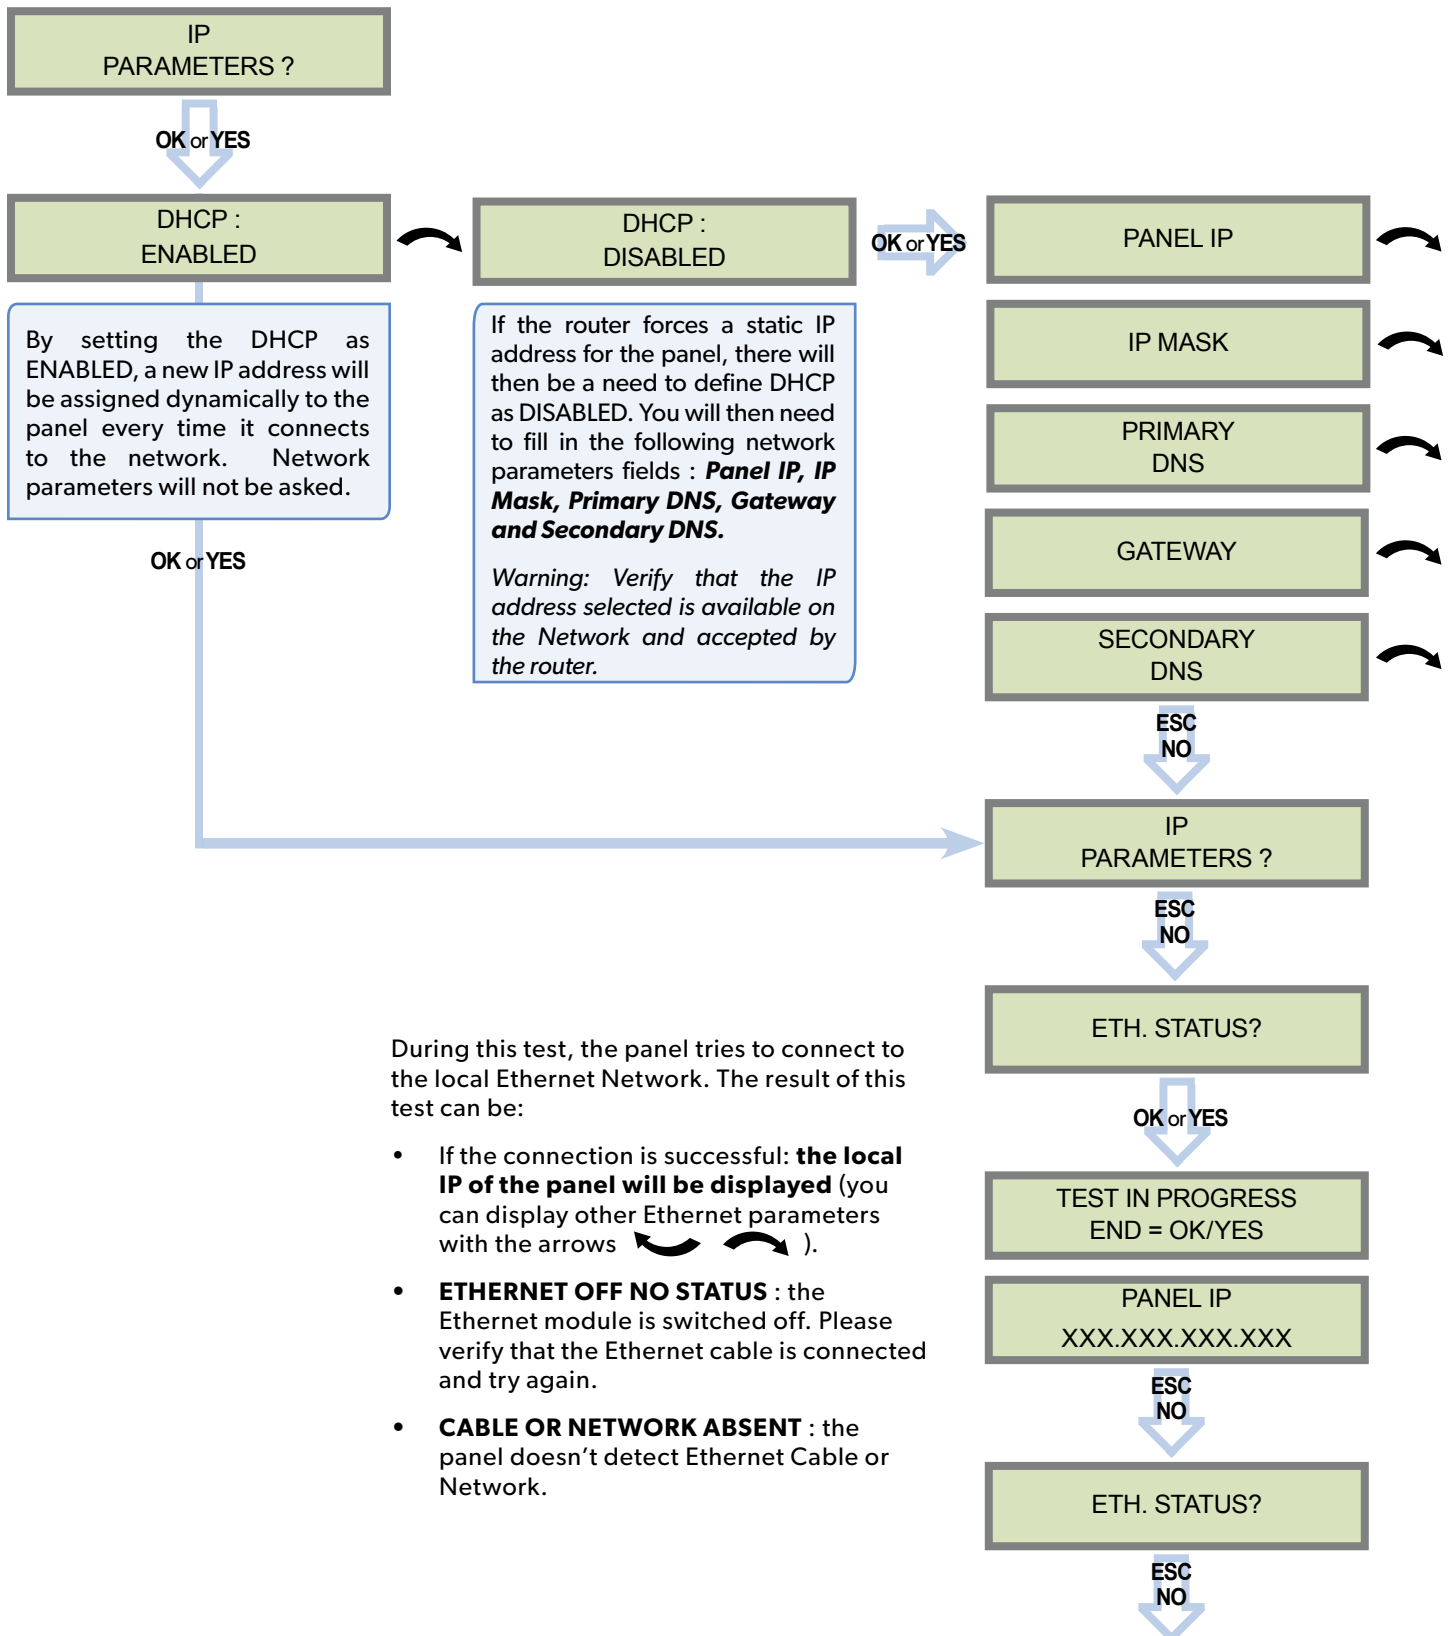 IP
PARAMETERS ?
OK or YES
DHCP :
ENABLED
By setting the DHCP as
ENABLED, a new IP address will
be assigned dynamically to the
panel every time it connects
to the network. Network
parameters will not be asked.
OK or YES
DHCP :
DISABLED
If the router forces a static IP
address for the panel, there will
then be a need to define DHCP
as DISABLED. You will then need
to fill in the following network
parameters fields : Panel IP, IP
Mask, Primary DNS, Gateway
and Secondary DNS.
Warning: Verify that the IP
address selected is available on
the Network and accepted by
the router.
OK or YES
PANEL IP
IP MASK
PRIMARY
DNS
GATEWAY
SECONDARY
DNS
ESC
NO
IP
PARAMETERS ?
ESC
NO
ETH. STATUS?
OK or YES
TEST IN PROGRESS
END = OK/YES
PANEL IP
XXX.XXX.XXX.XXX
ESC
NO
ETH. STATUS?
ESC
NO
During this test, the panel tries to connect to
the local Ethernet Network. The result of this
test can be:
• If the connection is successful: the local
IP of the panel will be displayed (you
can display other Ethernet parameters
with the arrows ).
• ETHERNET OFF NO STATUS : the
Ethernet module is switched off. Please
verify that the Ethernet cable is connected
and try again.
• CABLE OR NETWORK ABSENT : the
panel doesn't detect Ethernet Cable or
Network.